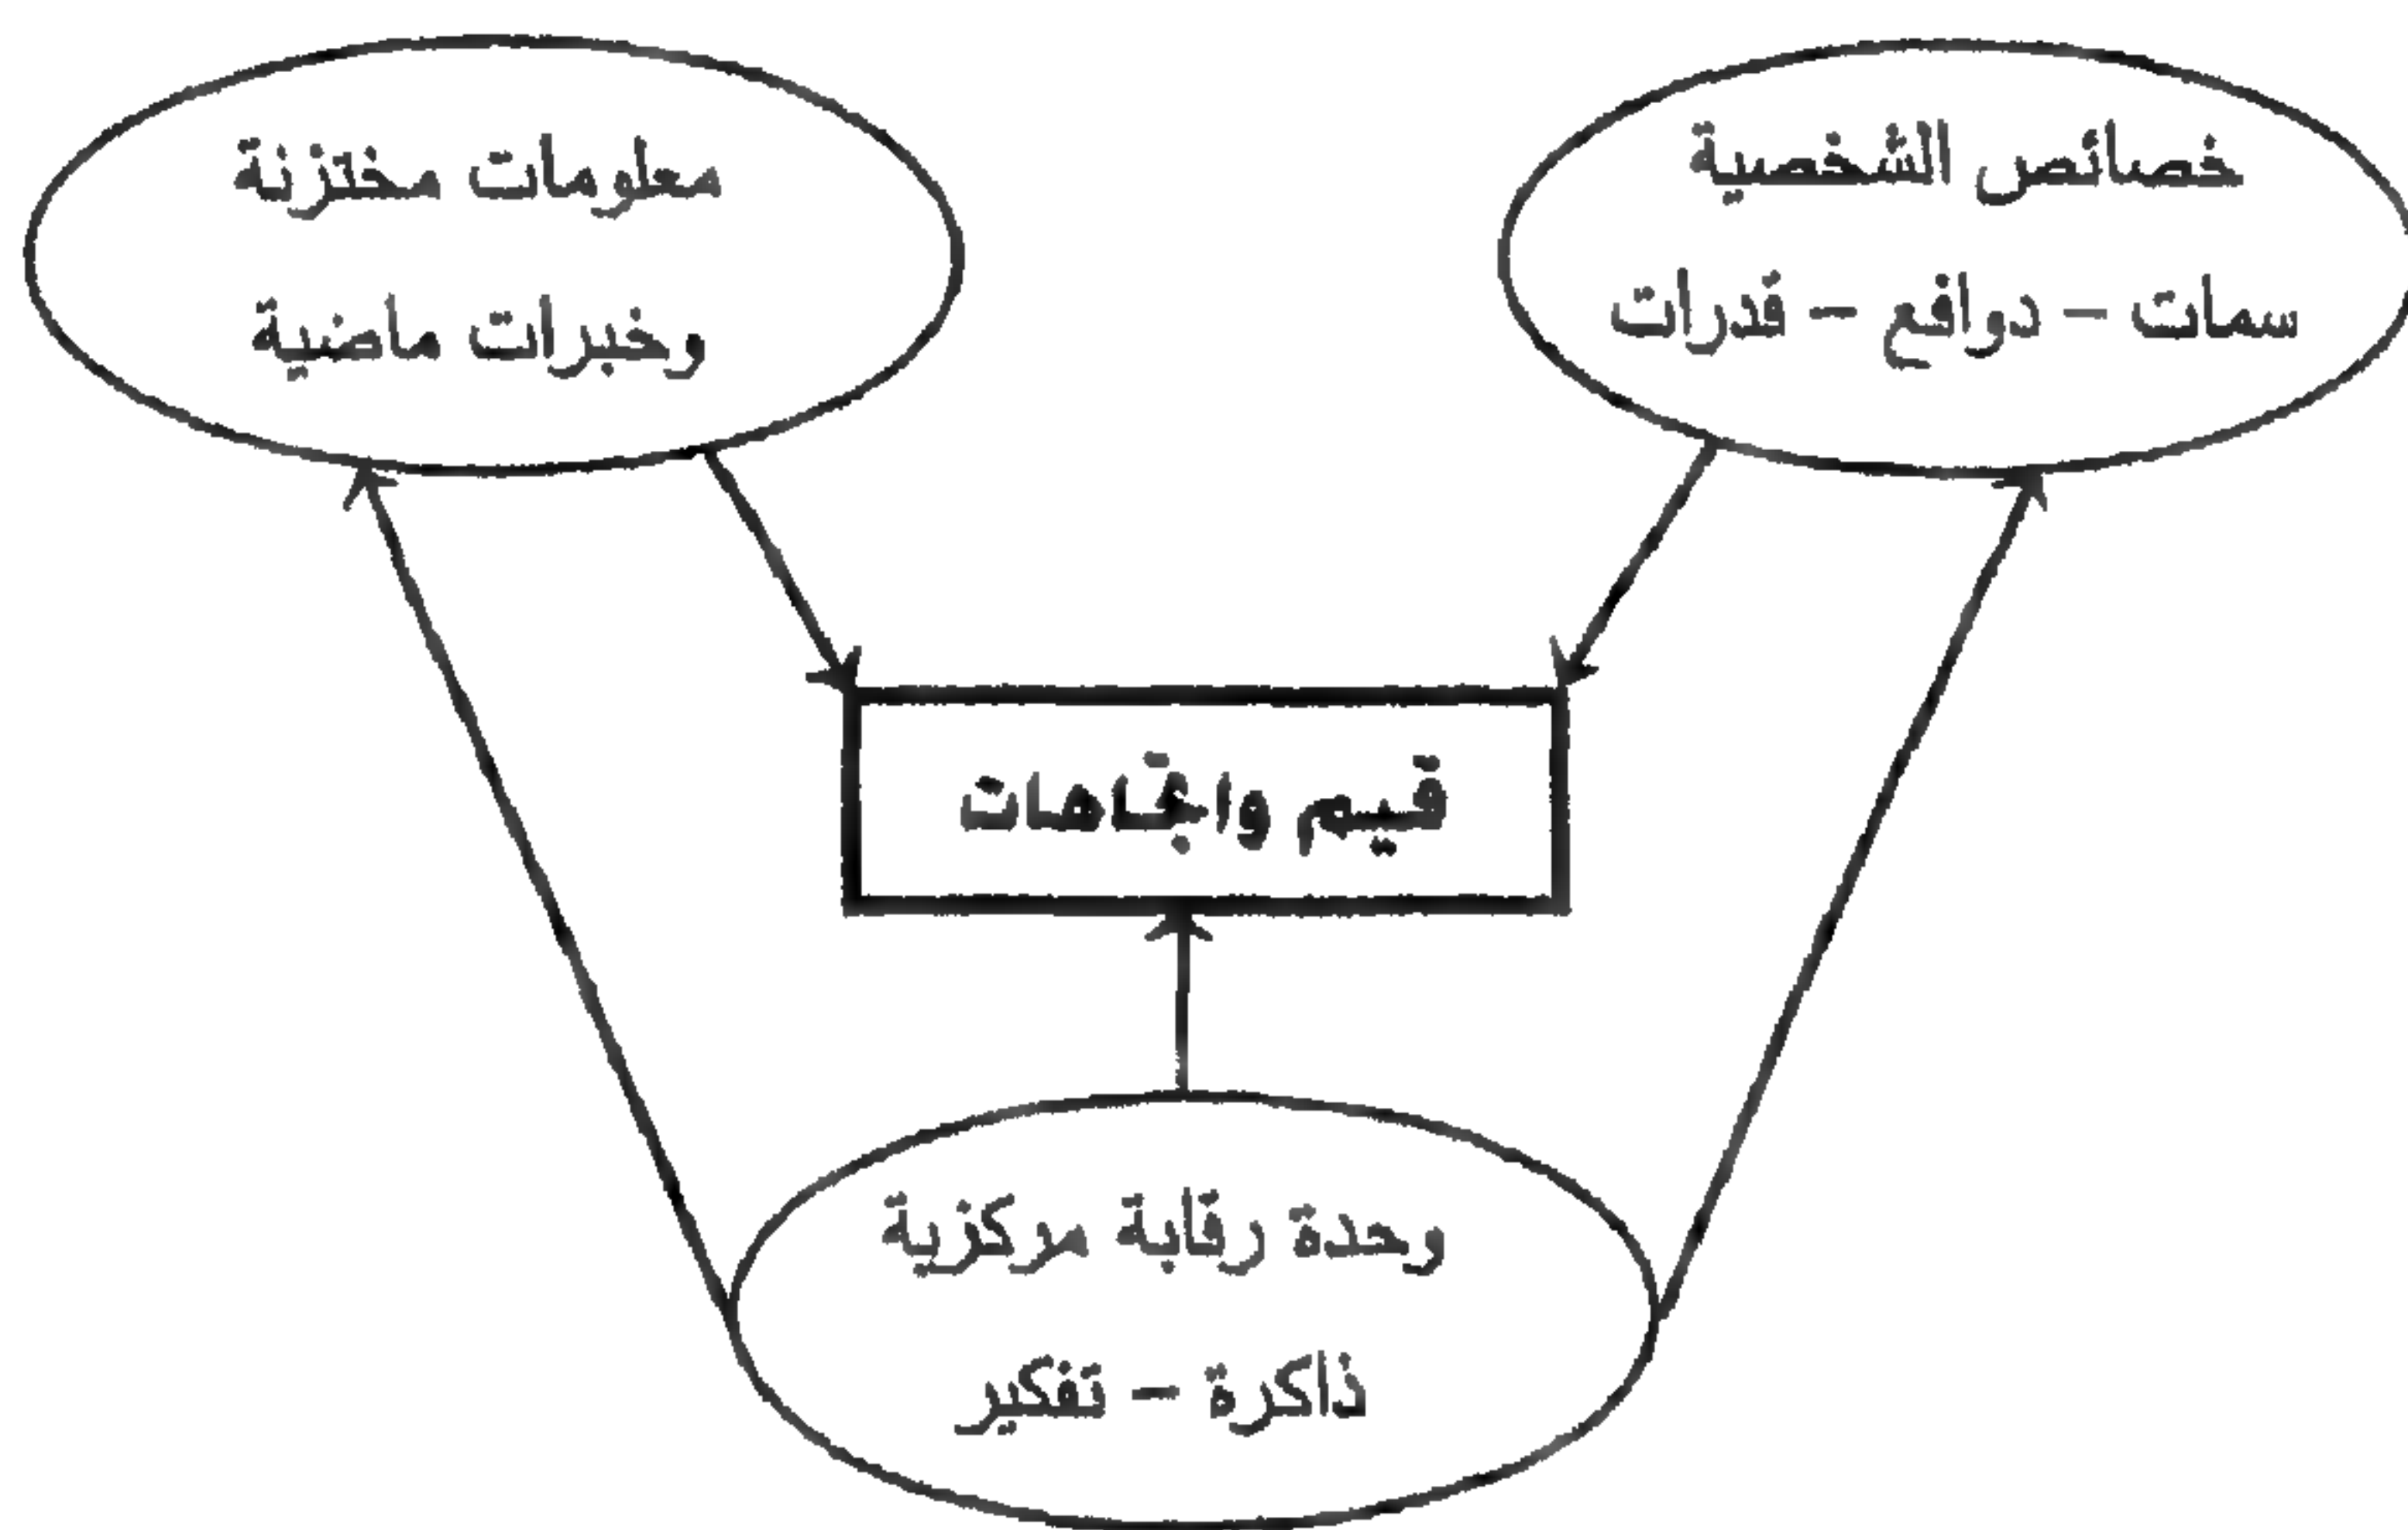 خصائص الشخصية
سمات – دوافع – قدرات
معلومات مختزنة
وخبرات ماضية
قيم واتجاهات
وحدة رقابة مركزية
ذاكرة – تفكير